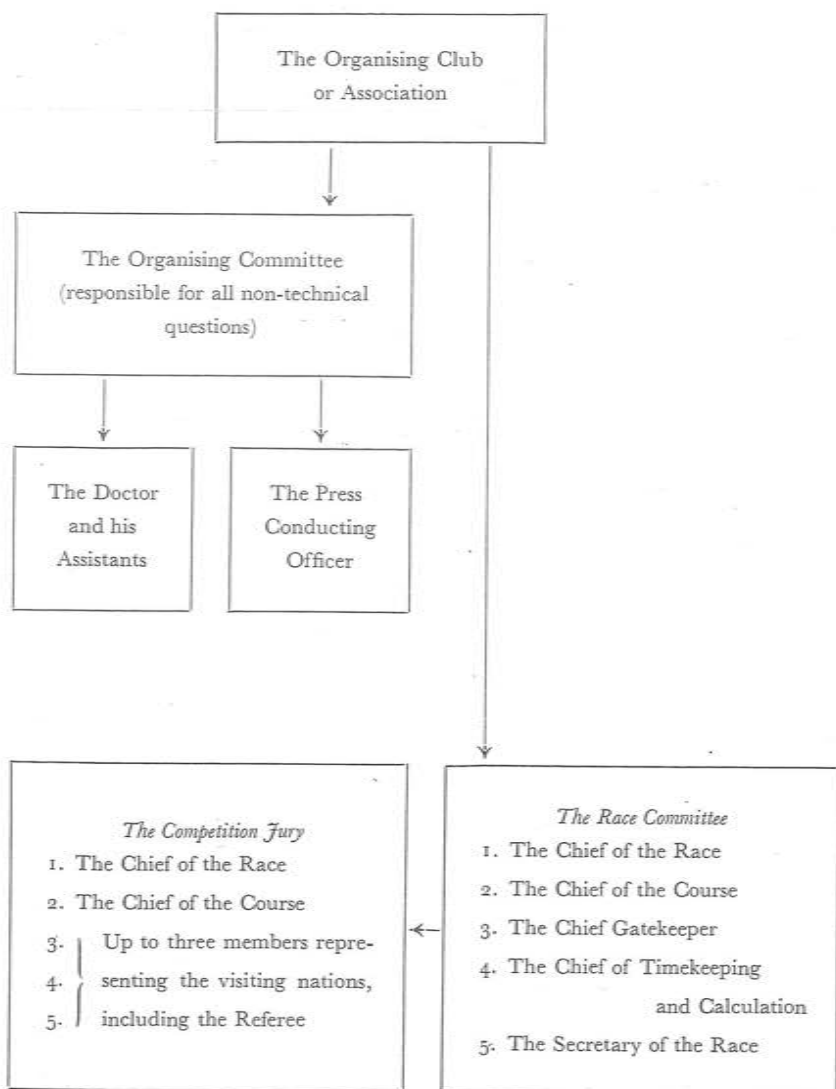 The Organising Club
or Association
The Organising Committee
(responsible for all non-technical
questions)
The Doctor
and his
Assistants
The Press
Conducting
Officer
The Competition Jury
1. The Chief of the Race
2. The Chief of the Course
3. Up to three members repre-
4. senting the visiting nations,
5. including the Referee
The Race Committee
1. The Chief of the Race
2. The Chief of the Course
3. The Chief Gatekeeper
4. The Chief of Timekeeping
and Calculation
5. The Secretary of the Race